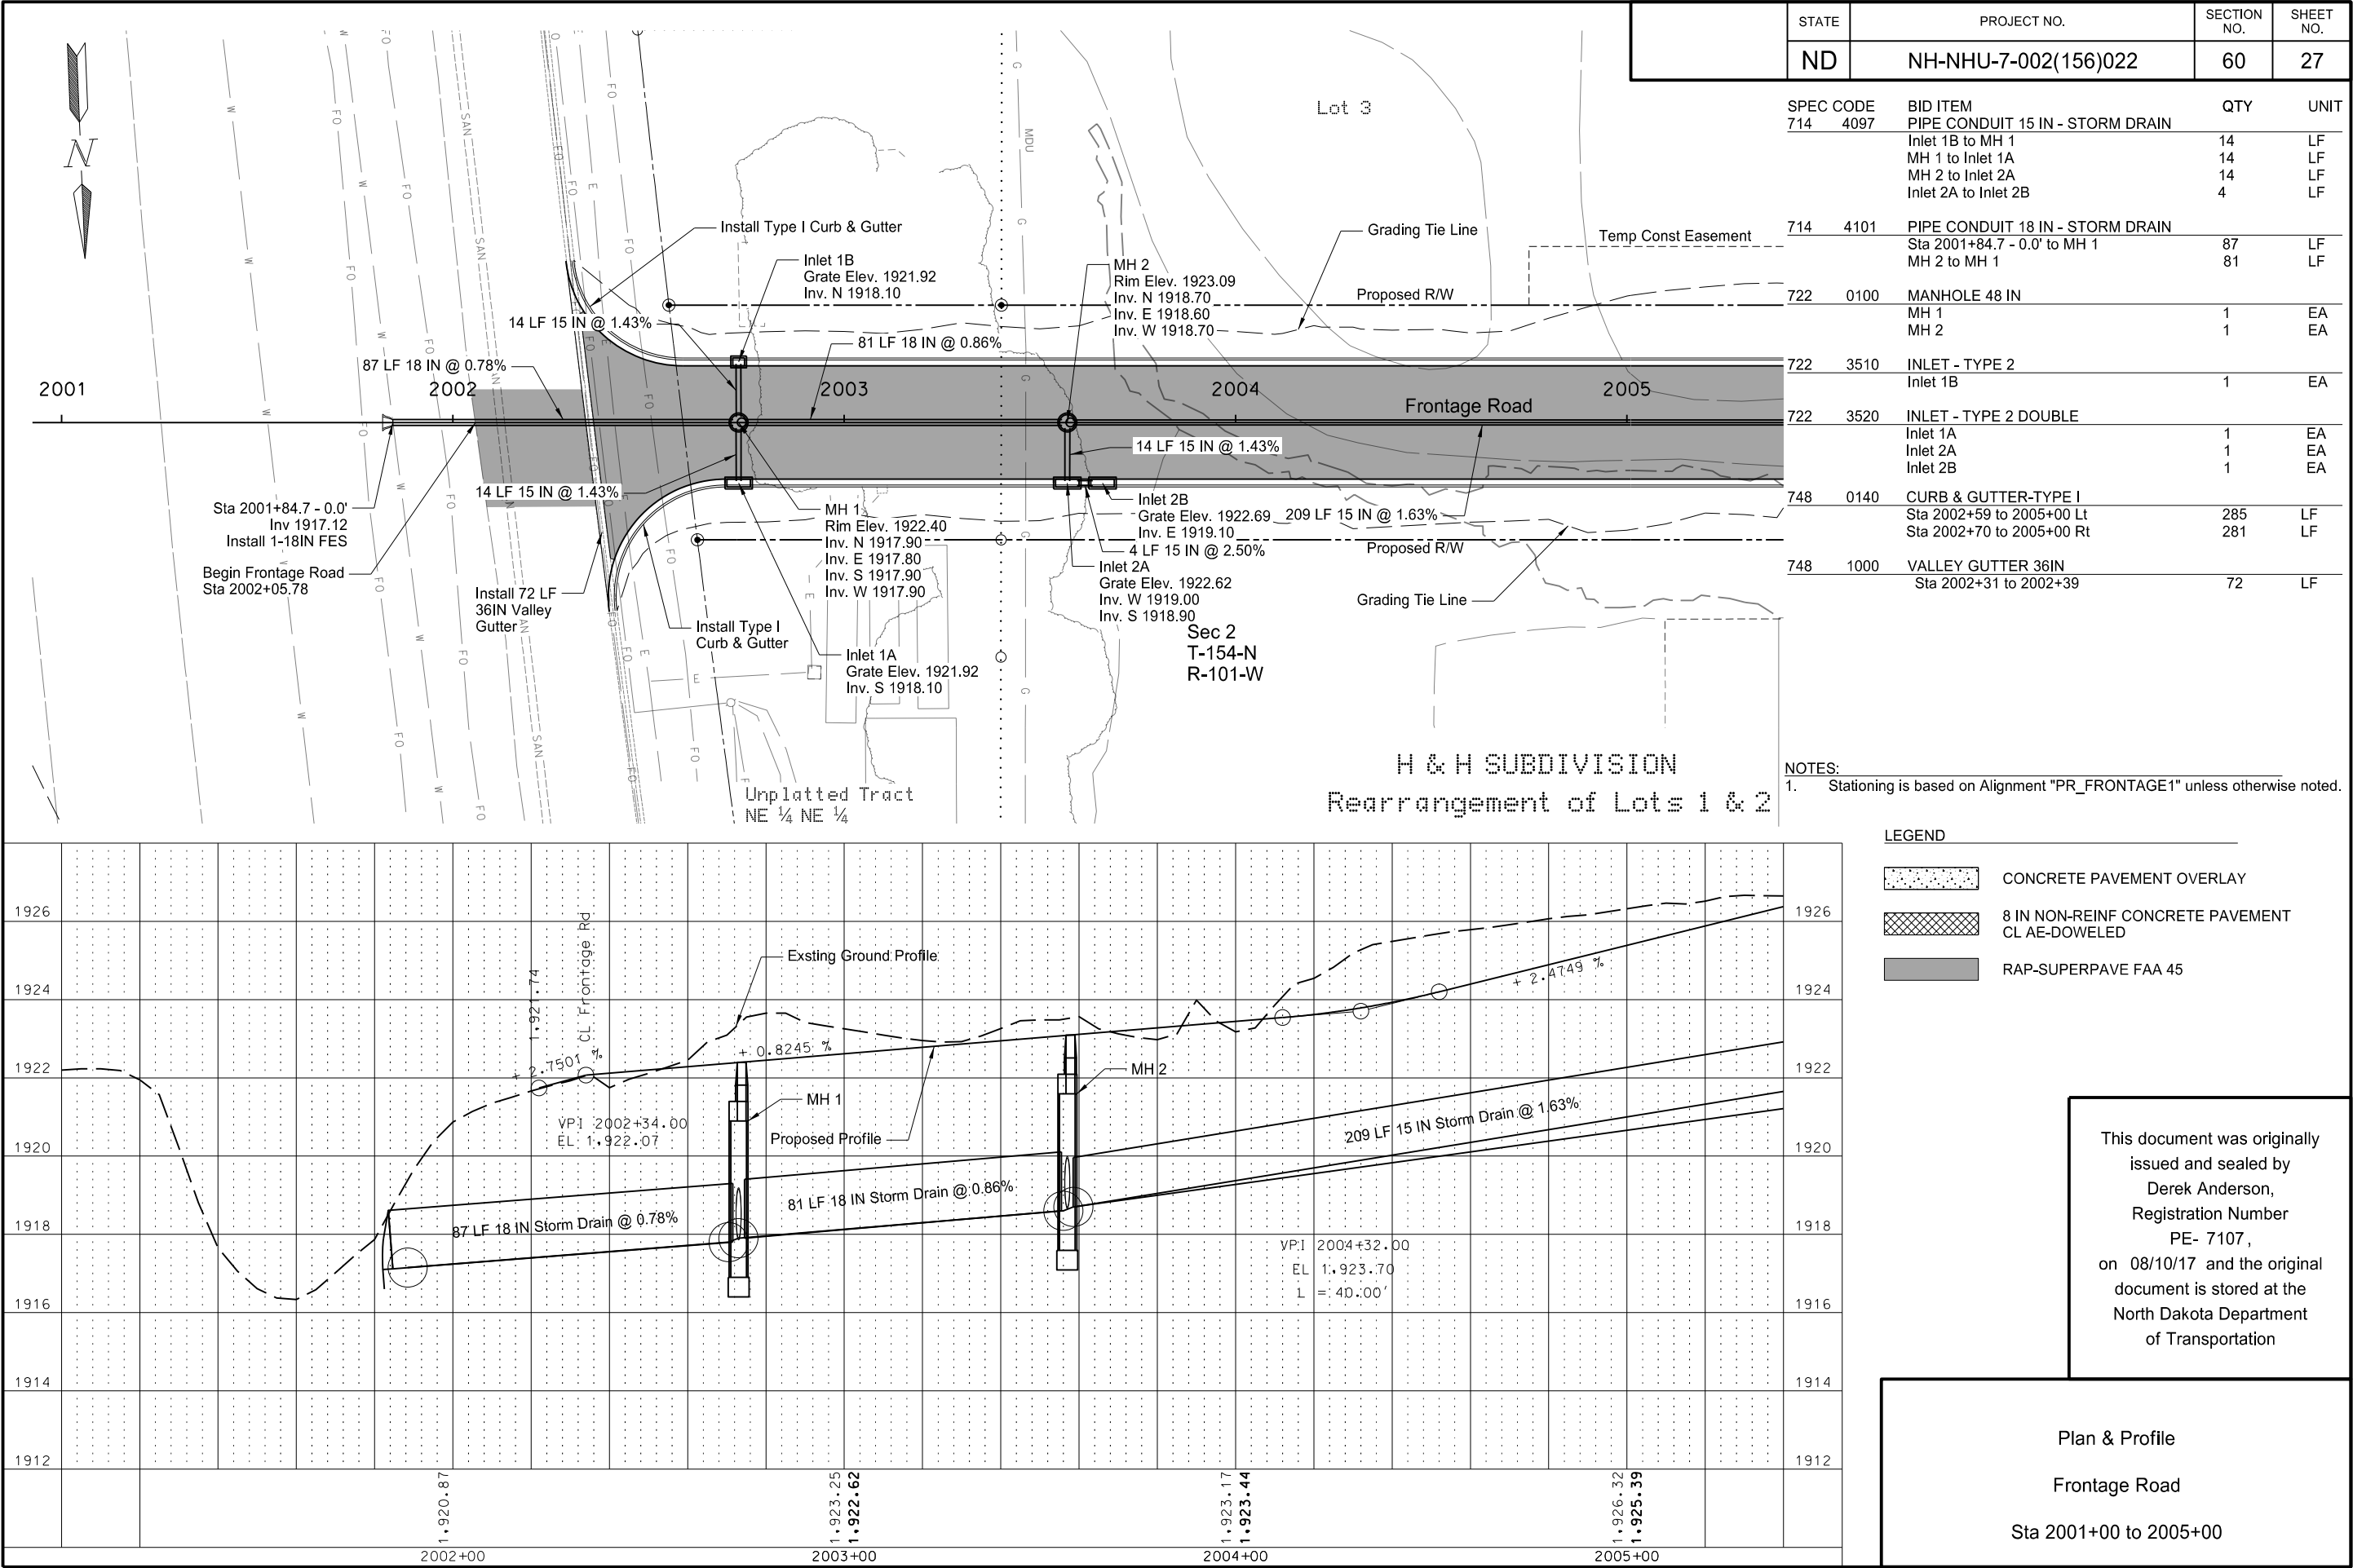 STATE PROJECT NO. SECTION NO. SHEET NO.
ND NH-NHU-7-002(156)022 60 27
SPEC CODE BID ITEM QTY UNIT
714 4097 PIPE CONDUIT 15 IN - STORM DRAIN
Inlet 1B to MH 1 14 LF
MH 1 to Inlet 1A 14 LF
MH 2 to Inlet 2A 14 LF
Inlet 2A to Inlet 2B 4 LF
714 4101 PIPE CONDUIT 18 IN - STORM DRAIN
Sta 2001+84.7 - 0.0' to MH 1 87 LF
MH 2 to MH 1 81 LF
722 0100 MANHOLE 48 IN
MH 1 1 EA
MH 2 1 EA
722 3510 INLET - TYPE 2
Inlet 1B 1 EA
722 3520 INLET - TYPE 2 DOUBLE
Inlet 1A 1 EA
Inlet 2A 1 EA
Inlet 2B 1 EA
748 0140 CURB & GUTTER-TYPE I
Sta 2002+59 to 2005+00 Lt 285 LF
Sta 2002+70 to 2005+00 Rt 281 LF
748 1000 VALLEY GUTTER 36IN
Sta 2002+31 to 2002+39 72 LF
NOTES:
1. Stationing is based on Alignment "PR_FRONTAGE1" unless otherwise noted.
LEGEND
CONCRETE PAVEMENT OVERLAY
8 IN NON-REINF CONCRETE PAVEMENT
CL AE-DOWELED
RAP-SUPERPAVE FAA 45
This document was originally
issued and sealed by
Derek Anderson,
Registration Number
PE- 7107,
on 08/10/17 and the original
document is stored at the
North Dakota Department
of Transportation
Plan & Profile
Frontage Road
Sta 2001+00 to 2005+00
N
Lot 3
MDU
Install Type I Curb & Gutter
Inlet 1B
Grate Elev. 1921.92
Inv. N 1918.10
14 LF 15 IN @ 1.43%
87 LF 18 IN @ 0.78%
81 LF 18 IN @ 0.86%
MH 2
Rim Elev. 1923.09
Inv. N 1918.70
Inv. E 1918.60
Inv. W 1918.70
Grading Tie Line
Temp Const Easement
Proposed R/W
2001 2002 2003 2004 2005
Frontage Road
14 LF 15 IN @ 1.43%
14 LF 15 IN @ 1.43%
Sta 2001+84.7 - 0.0'
Inv 1917.12
Install 1-18IN FES
Begin Frontage Road
Sta 2002+05.78
Install 72 LF
36IN Valley
Gutter
Install Type I
Curb & Gutter
MH 1
Rim Elev. 1922.40
Inv. N 1917.90
Inv. E 1917.80
Inv. S 1917.90
Inv. W 1917.90
Inlet 1A
Grate Elev. 1921.92
Inv. S 1918.10
Inlet 2B
Grate Elev. 1922.69
Inv. E 1919.10
4 LF 15 IN @ 2.50%
209 LF 15 IN @ 1.63%
Inlet 2A
Grate Elev. 1922.62
Inv. W 1919.00
Inv. S 1918.90
Proposed R/W
Grading Tie Line
Sec 2
T-154-N
R-101-W
Unplatted Tract
NE ¼ NE ¼
H & H SUBDIVISION
Rearrangement of Lots 1 & 2
1926 1926
1924 1924
1922 1922
1920 1920
1918 1918
1916 1916
1914 1914
1912 1912
1,921.74
CL Frontage Rd
+ 2.7501 %
VPI 2002+34.00
EL 1,922.07
Exsting Ground Profile
+ 0.8245 %
MH 1
Proposed Profile
MH 2
+ 2.4749 %
87 LF 18 IN Storm Drain @ 0.78%
81 LF 18 IN Storm Drain @ 0.86%
209 LF 15 IN Storm Drain @ 1.63%
VPI 2004+32.00
EL 1,923.70
L = 40.00'
1,920.87
1,923.25
1,922.62
1,923.17
1,923.44
1,926.32
1,925.39
2002+00 2003+00 2004+00 2005+00